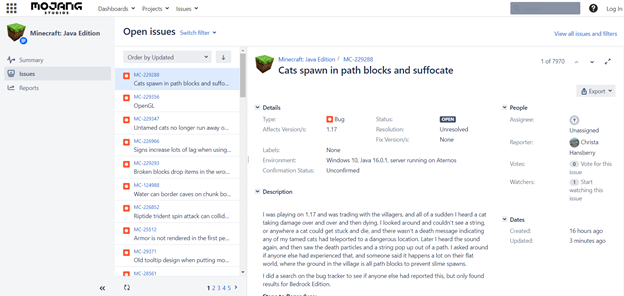 MOJANG
STUDIOS
Dashboards
Projects
Issues
Log In
Minecraft: Java Edition
Summary
Issues
Reports
Open issues
Switch filter
View all issues and filters
Order by Updated
MC-229288
Cats spawn in path blocks and suffo...
MC-229356
OpenGL
MC-229347
Untamed cats no longer run away o...
MC-226966
Signs increase lots of lag when using...
MC-229293
Broken blocks drop items in the wro...
MC-124988
Water can border caves on chunk bo...
MC-226852
Riptide trident spin attack can collid...
MC-25512
Armor is not rendered in the first pe...
MC-29371
Old tooltip design when putting mo...
MC-28561
1 2 3 4 5
Minecraft: Java Edition / MC-229288
Cats spawn in path blocks and suffocate
1 of 7970
Export
Details
Type: Bug
Status: OPEN
Affects Version/s: 1.17
Resolution: Unresolved
Fix Version/s: None
Labels: None
Environment: Windows 10, Java 16.0.1, server running on Aternos
Confirmation Status: Unconfirmed
Description
I was playing on 1.17 and was trading with the villagers, and all of a sudden I heard a cat
taking damage over and over and then dying. I looked around and couldn't see a string,
or anywhere a cat could get stuck and die, and there wasn't a death message indicating
any of my tamed cats had teleported to a dangerous location. Later I heard the sound
again, and then saw the death particles and a string pop up out of a path. I asked around
if anyone else had experienced that, and someone said it happens a lot on their flat
world, where the ground in the village is all path blocks to prevent slime spawns.
I did a search on the bug tracker to see if anyone else had reported this, but only found
results for Bedrock Edition.
People
Assignee:
Unassigned
Reporter: Christa
Hansberry
Votes: 0 Vote for this
issue
Watchers: 1 Start
watching this
issue
Dates
Created: 16 hours ago
Updated: 3 minutes ago